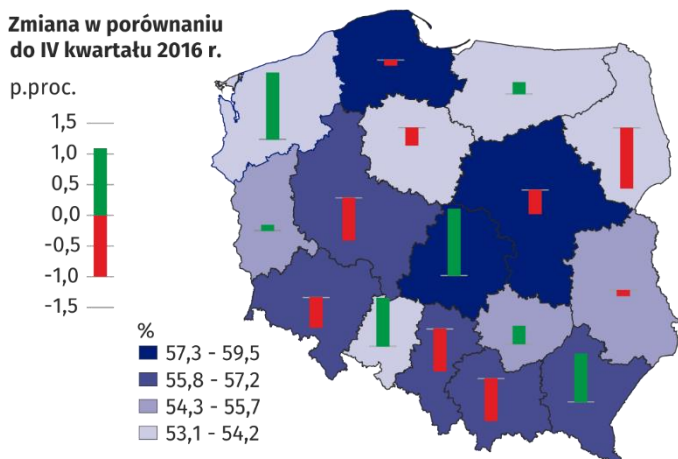 Zmiana w porównaniu
do IV kwartału 2016 r.
p.proc.
1,5
1,0
0,5
0,0
-0,5
-1,0
-1,5
%
57,3 - 59,5
55,8 - 57,2
54,3 - 55,7
53,1 - 54,2